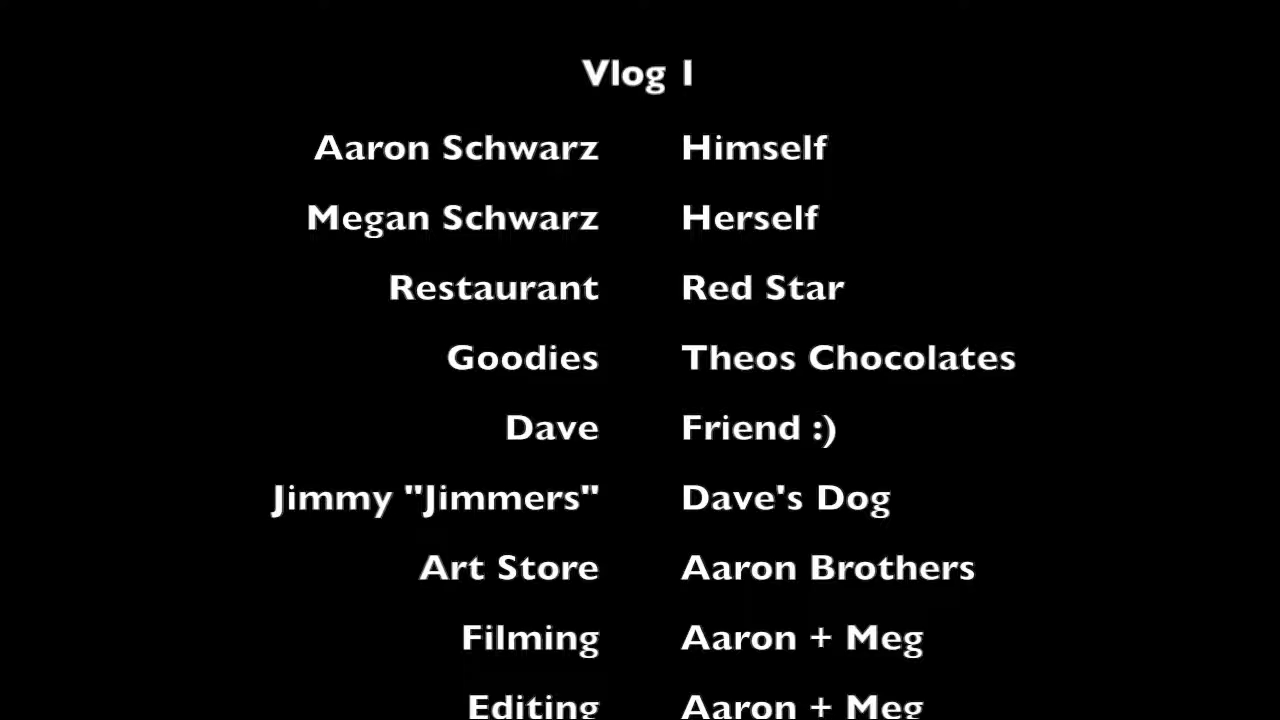 Vlog 1
Aaron Schwarz Himself
Megan Schwarz Herself
Restaurant Red Star
Goodies Theos Chocolates
Dave Friend :)
Jimmy "Jimmers" Dave's Dog
Art Store Aaron Brothers
Filming Aaron + Meg
Editing Aaron + Meg